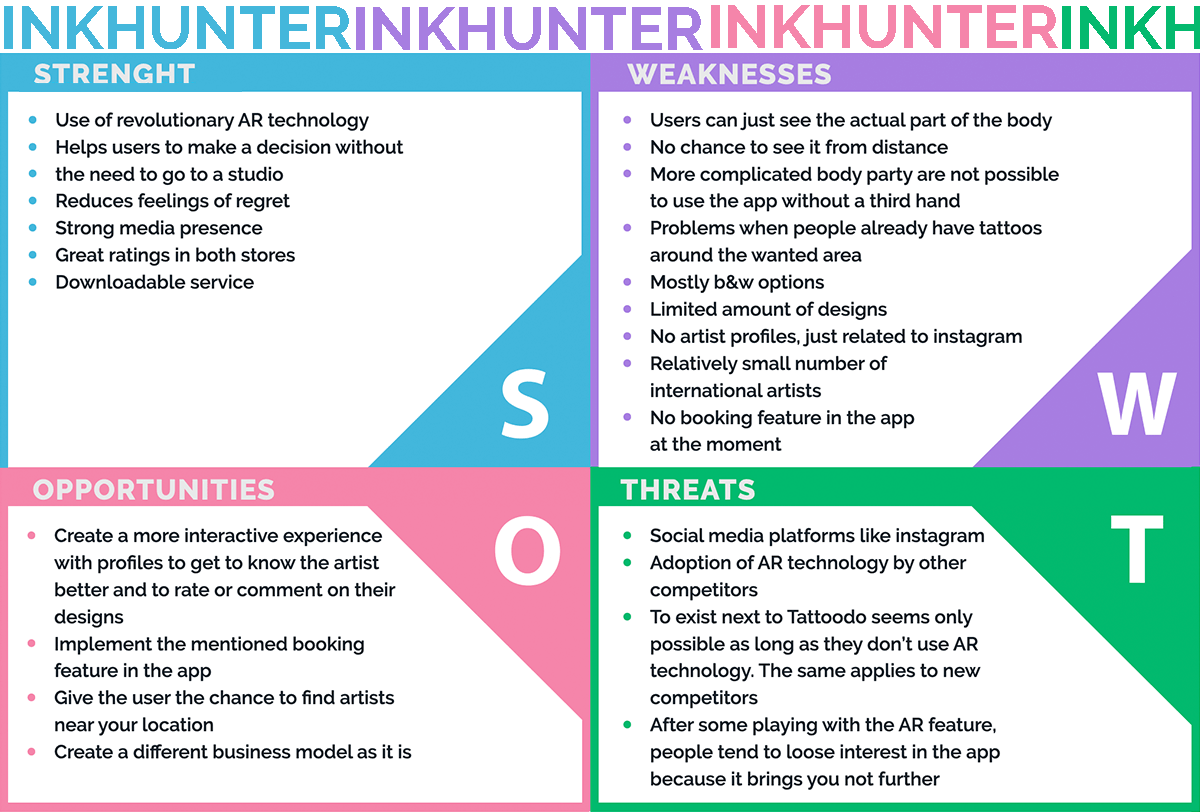 INKHUNTERINKHUNTERINKHUNTERINKH
STRENGHT
Use of revolutionary AR technology
Helps users to make a decision without
the need to go to a studio
Reduces feelings of regret
Strong media presence
Great ratings in both stores
Downloadable service
S
WEAKNESSES
Users can just see the actual part of the body
No chance to see it from distance
More complicated body party are not possible
to use the app without a third hand
Problems when people already have tattoos
around the wanted area
Mostly b&w options
Limited amount of designs
No artist profiles, just related to instagram
Relatively small number of
international artists
No booking feature in the app
at the moment
W
OPPORTUNITIES
Create a more interactive experience
with profiles to get to know the artist
better and to rate or comment on their
designs
Implement the mentioned booking
feature in the app
Give the user the chance to find artists
near your location
Create a different business model as it is
O
THREATS
Social media platforms like instagram
Adoption of AR technology by other
competitors
To exist next to Tattoodo seems only
possible as long as they don't use AR
technology. The same applies to new
competitors
After some playing with the AR feature,
people tend to loose interest in the app
because it brings you not further
T